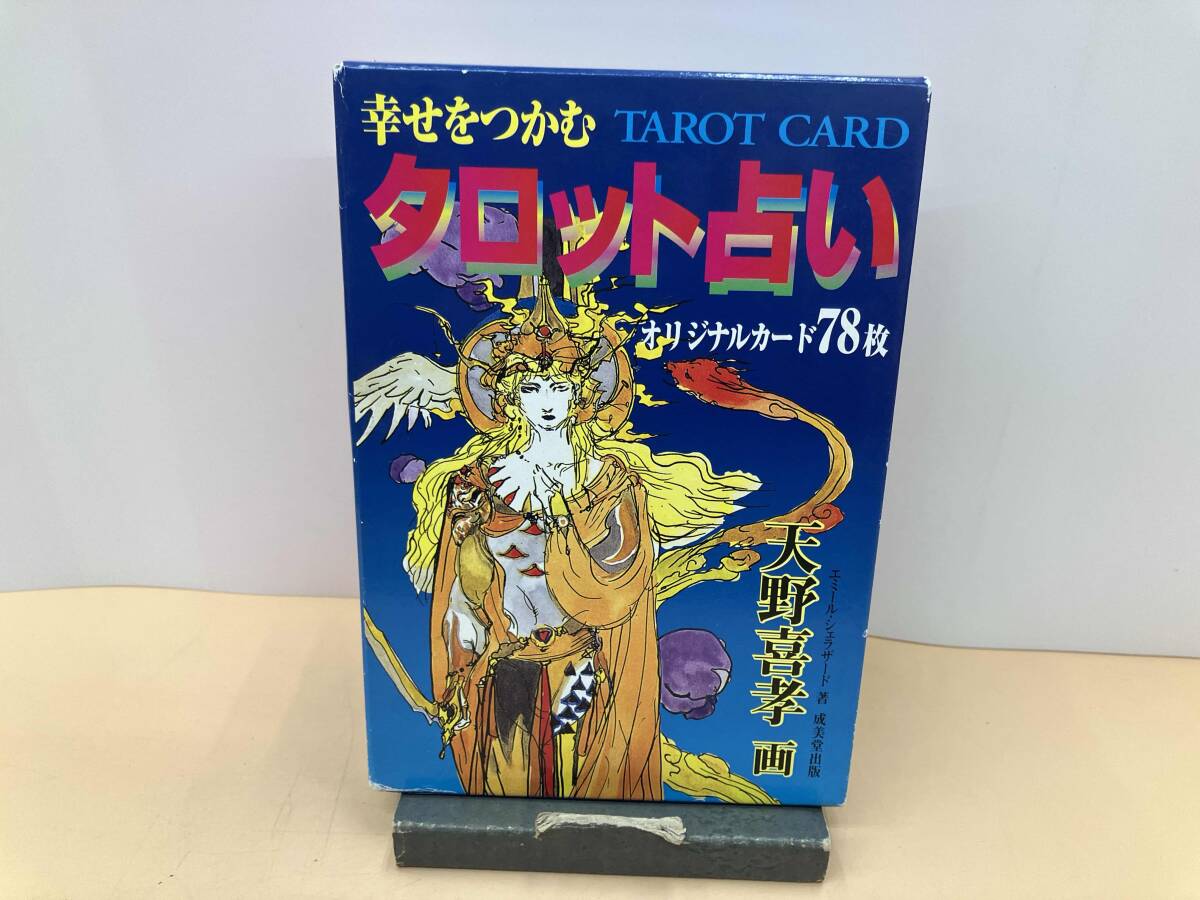 幸せをつかむ TAROT CARD
タロット占い
オリジナルカード78枚
天野喜孝 画
エミール・シェラザード 著 成美堂出版